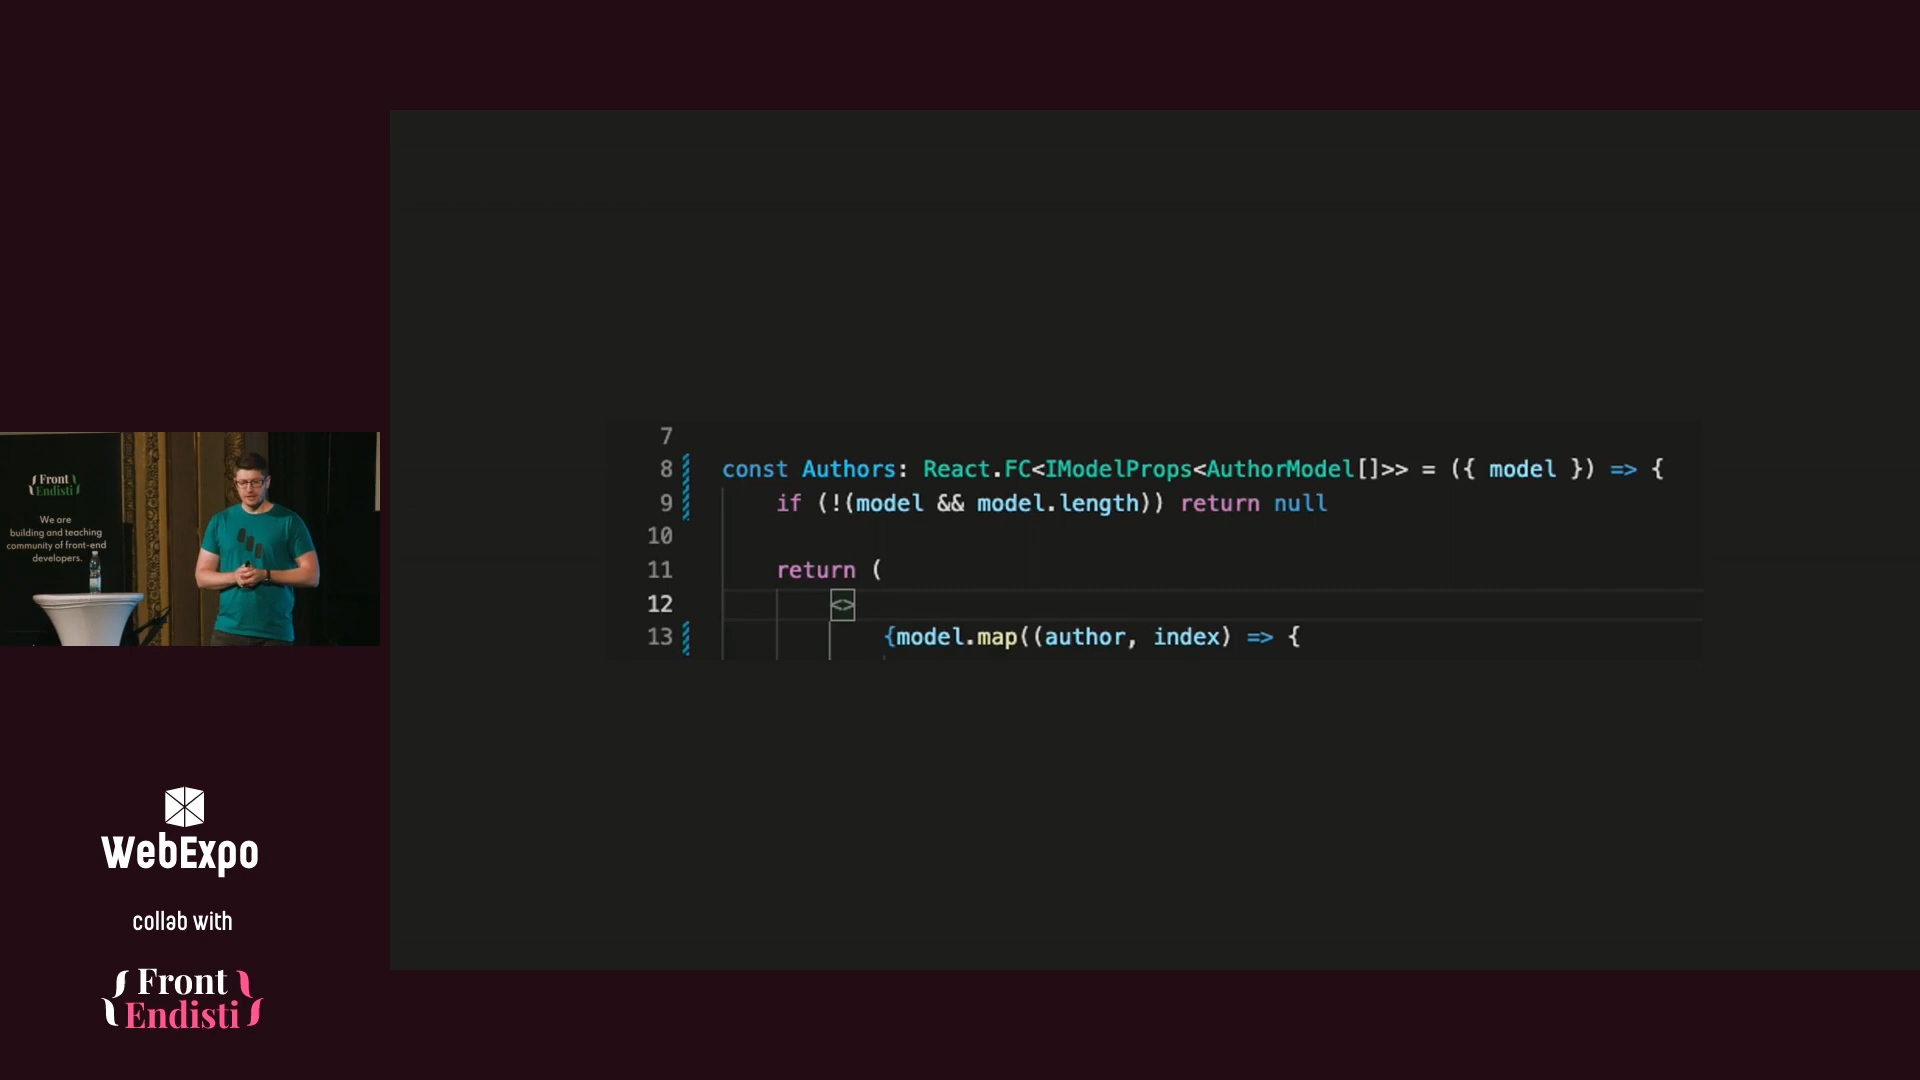 {Front
Endisti}
We are
building and teaching
community of front-end
developers.
WebExpo
collab with
{Front
Endisti}
7
8 const Authors: React.FC<IModelProps<AuthorModel[]>> = ({ model }) => {
9 if (!(model && model.length)) return null
10
11 return (
12 <>
13 {model.map((author, index) => {